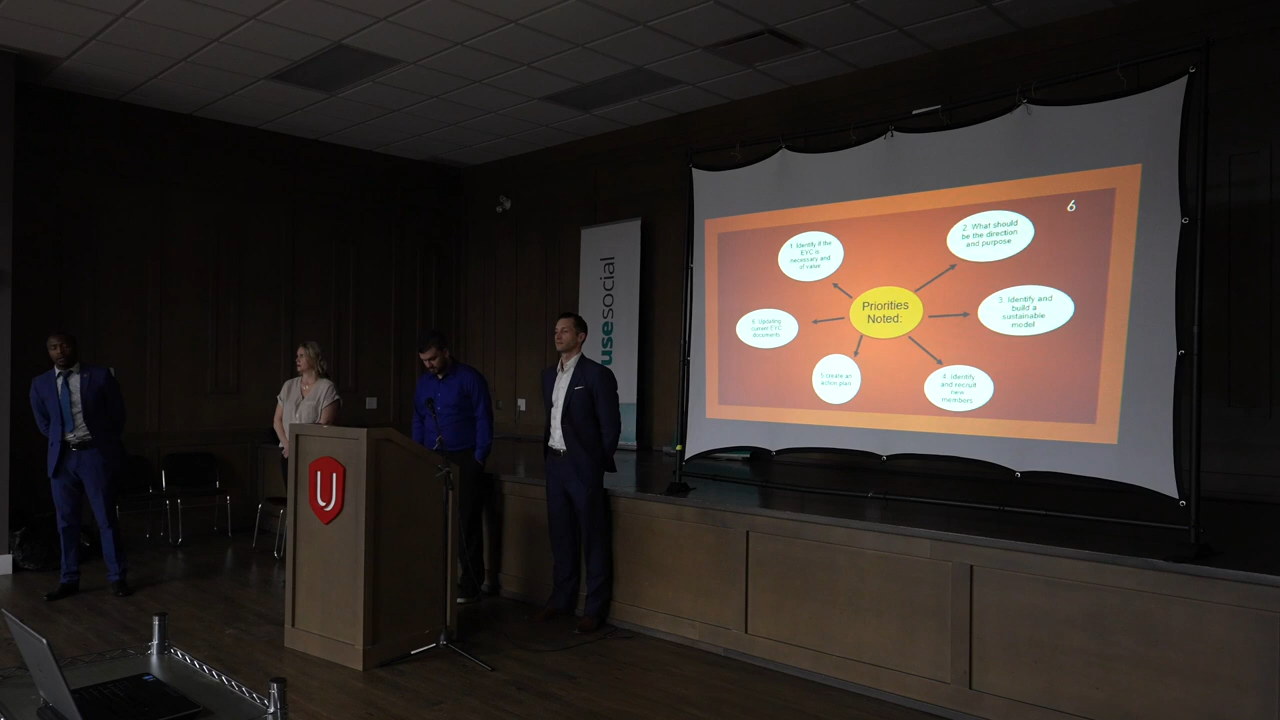 6
1. Identify if the
EYC is
necessary and
of value
2. What should
be the direction
and purpose
Priorities
Noted:
3. Identify and
build a
sustainable
model
6. Updating
current EYC
documents
5. create an
action plan
4. Identify
and recruit
new
members
usesocial
U